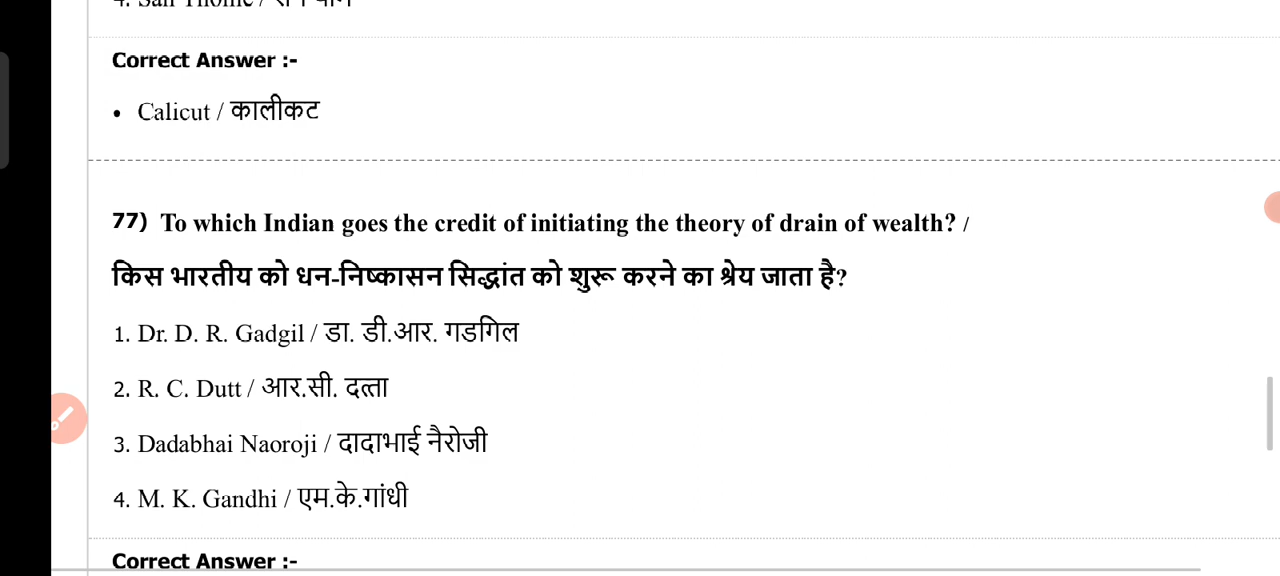 Correct Answer :-
• Calicut / कालीकट
77) To which Indian goes the credit of initiating the theory of drain of wealth? /
किस भारतीय को धन-निष्कासन सिद्धांत को शुरू करने का श्रेय जाता है?
1. Dr. D. R. Gadgil / डा. डी.आर. गडगिल
2. R. C. Dutt / आर.सी. दत्ता
3. Dadabhai Naoroji / दादाभाई नैरोजी
4. M. K. Gandhi / एम.के.गांधी
Correct Answer :-